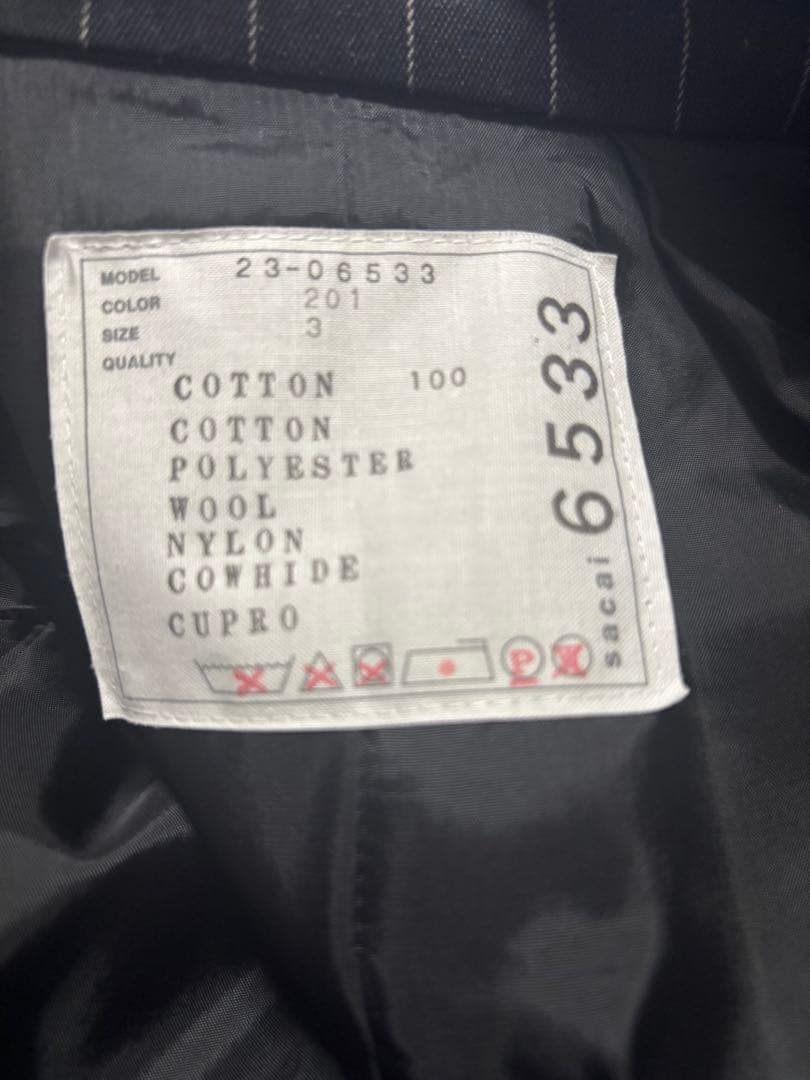 MODEL 23-06533
COLOR 201
SIZE 3
QUALITY
COTTON 100
COTTON
POLYESTER
WOOL
NYLON
COWHIDE
CUPRO
P
W
sacai 6533